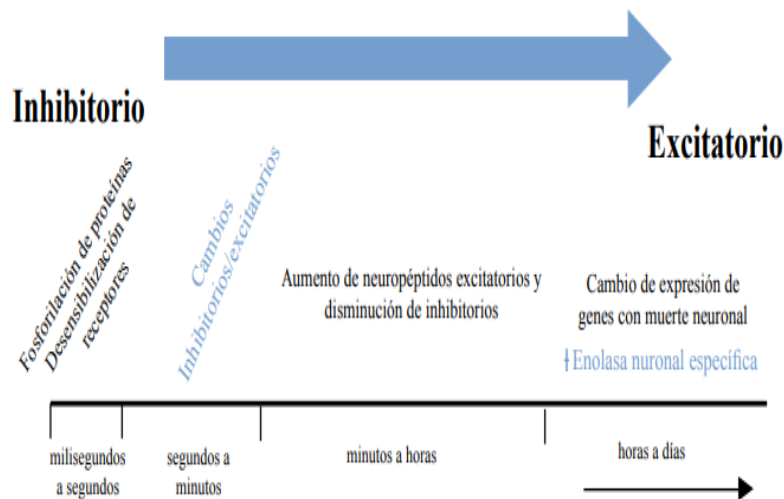 Inhibitorio
Excitatorio
Fosforilación de proteínas
Desensibilización de
receptores
Cambios
Inhibitorios/excitatorios
Aumento de neuropéptidos excitatorios y
disminución de inhibitorios
Cambio de expresión de
genes con muerte neuronal
Enolasa nuronal específica
milisegundos
a segundos
segundos a
minutos
minutos a horas
horas a días